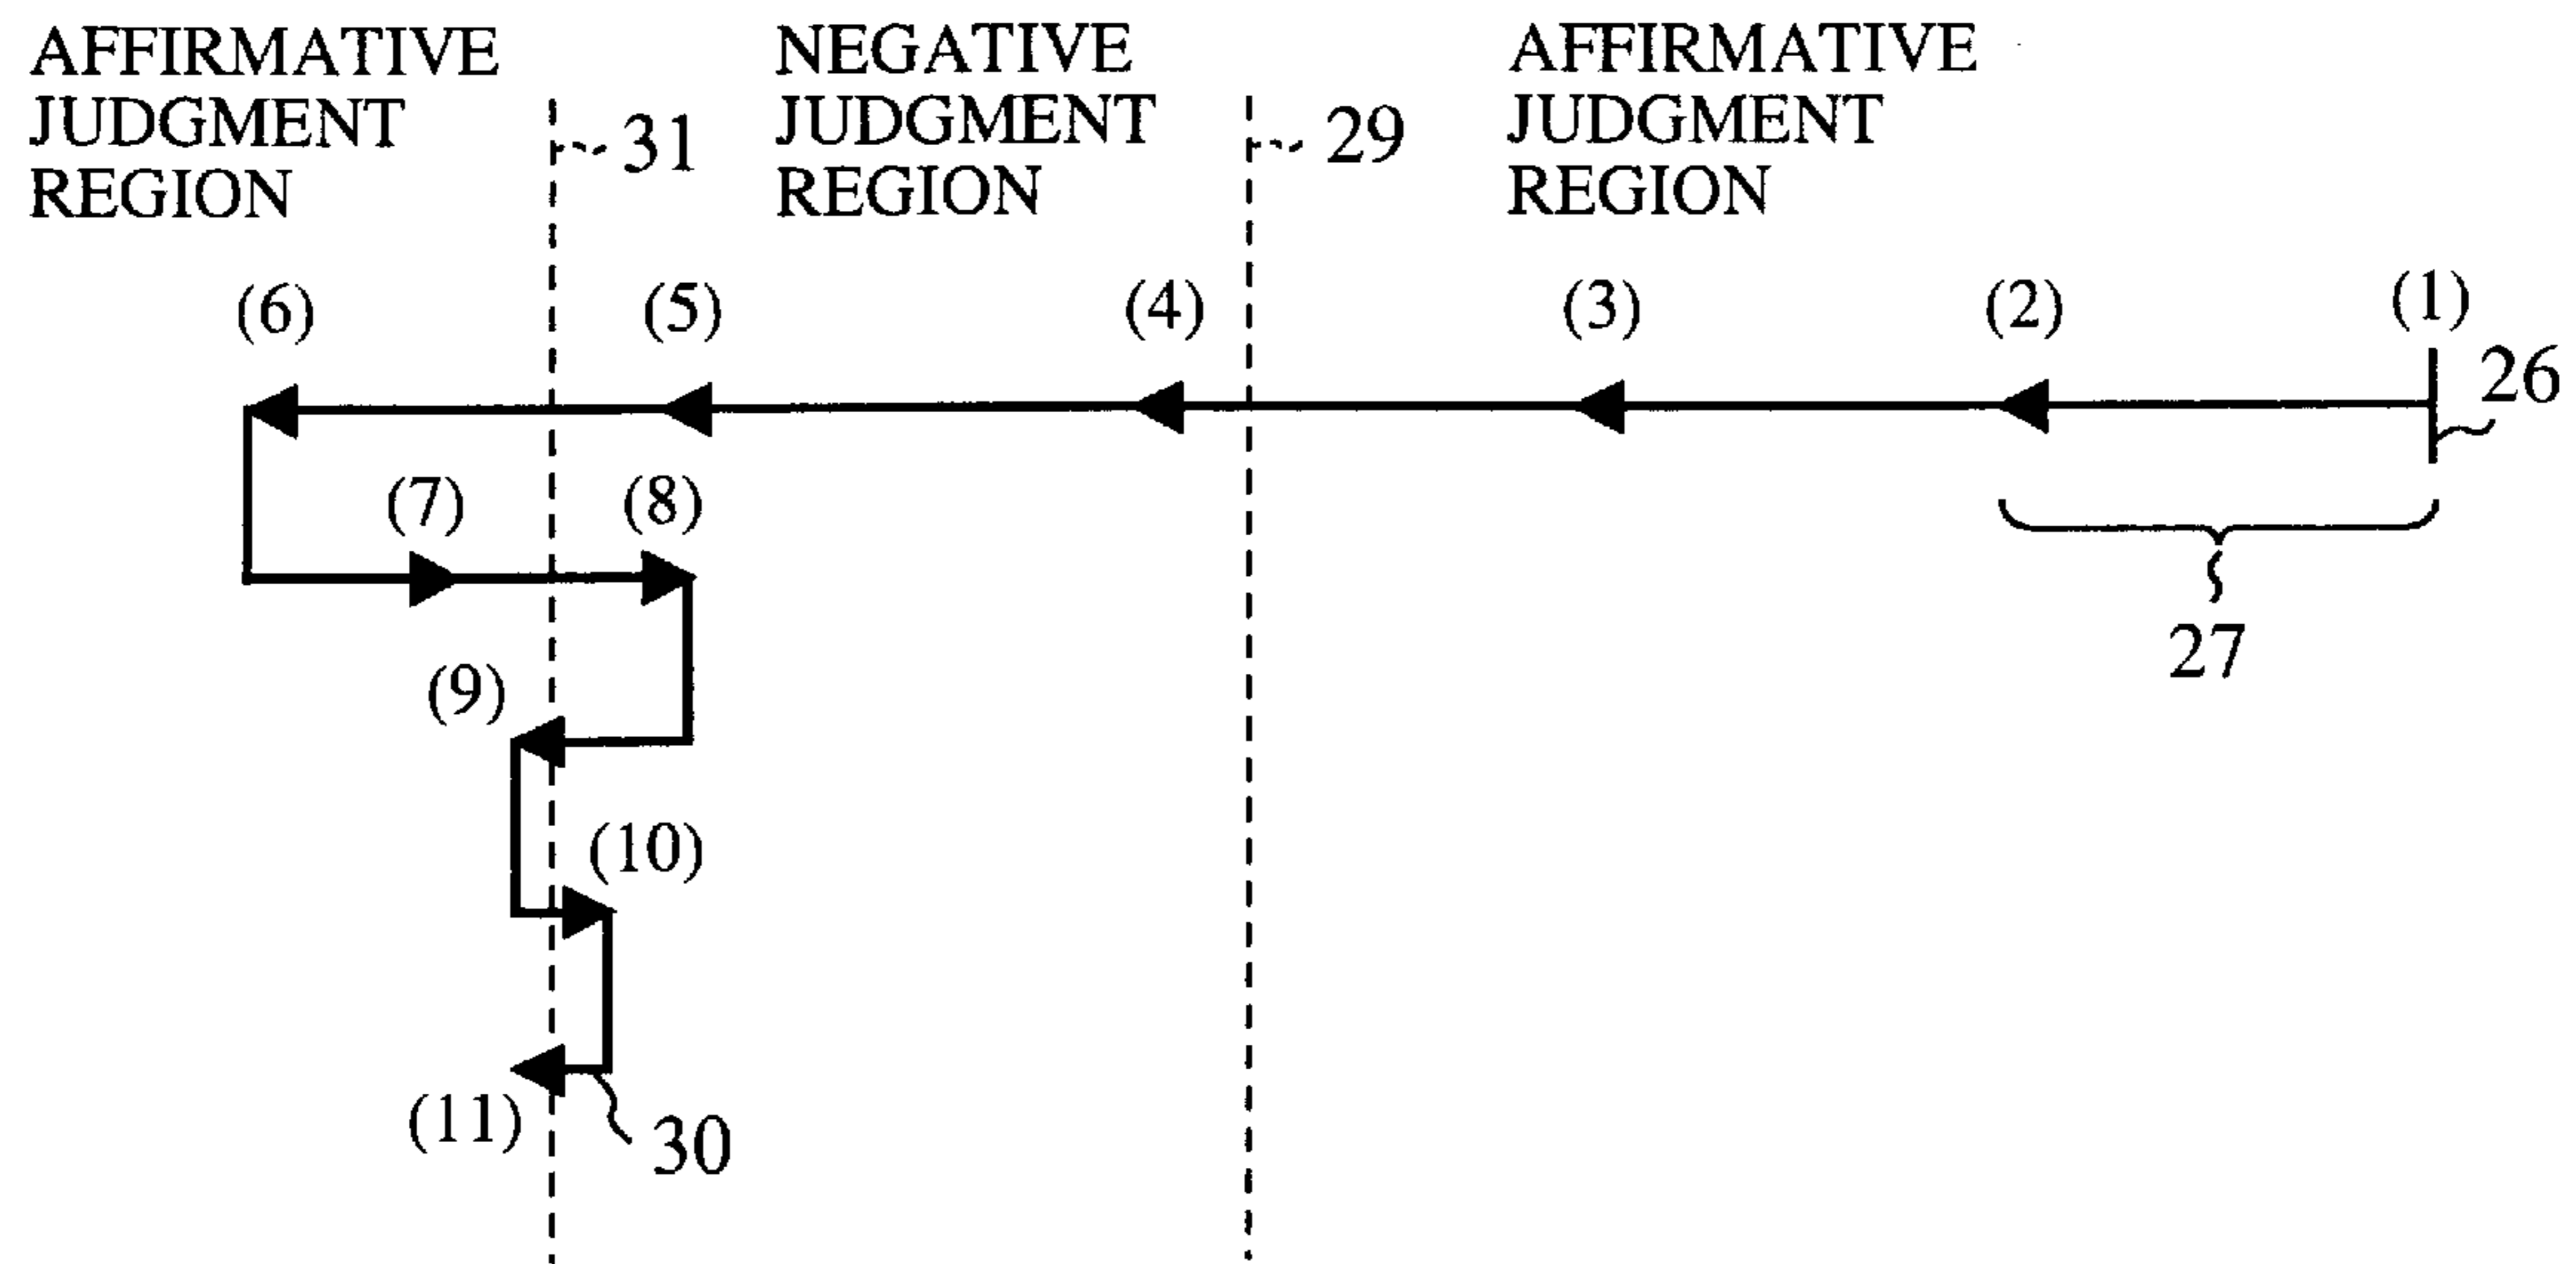 AFFIRMATIVE
JUDGMENT
REGION
31
NEGATIVE
JUDGMENT
REGION
29
AFFIRMATIVE
JUDGMENT
REGION
(6)
(5)
(4)
(3)
(2)
(1)
26
(7)
(8)
27
(9)
(10)
(11)
30